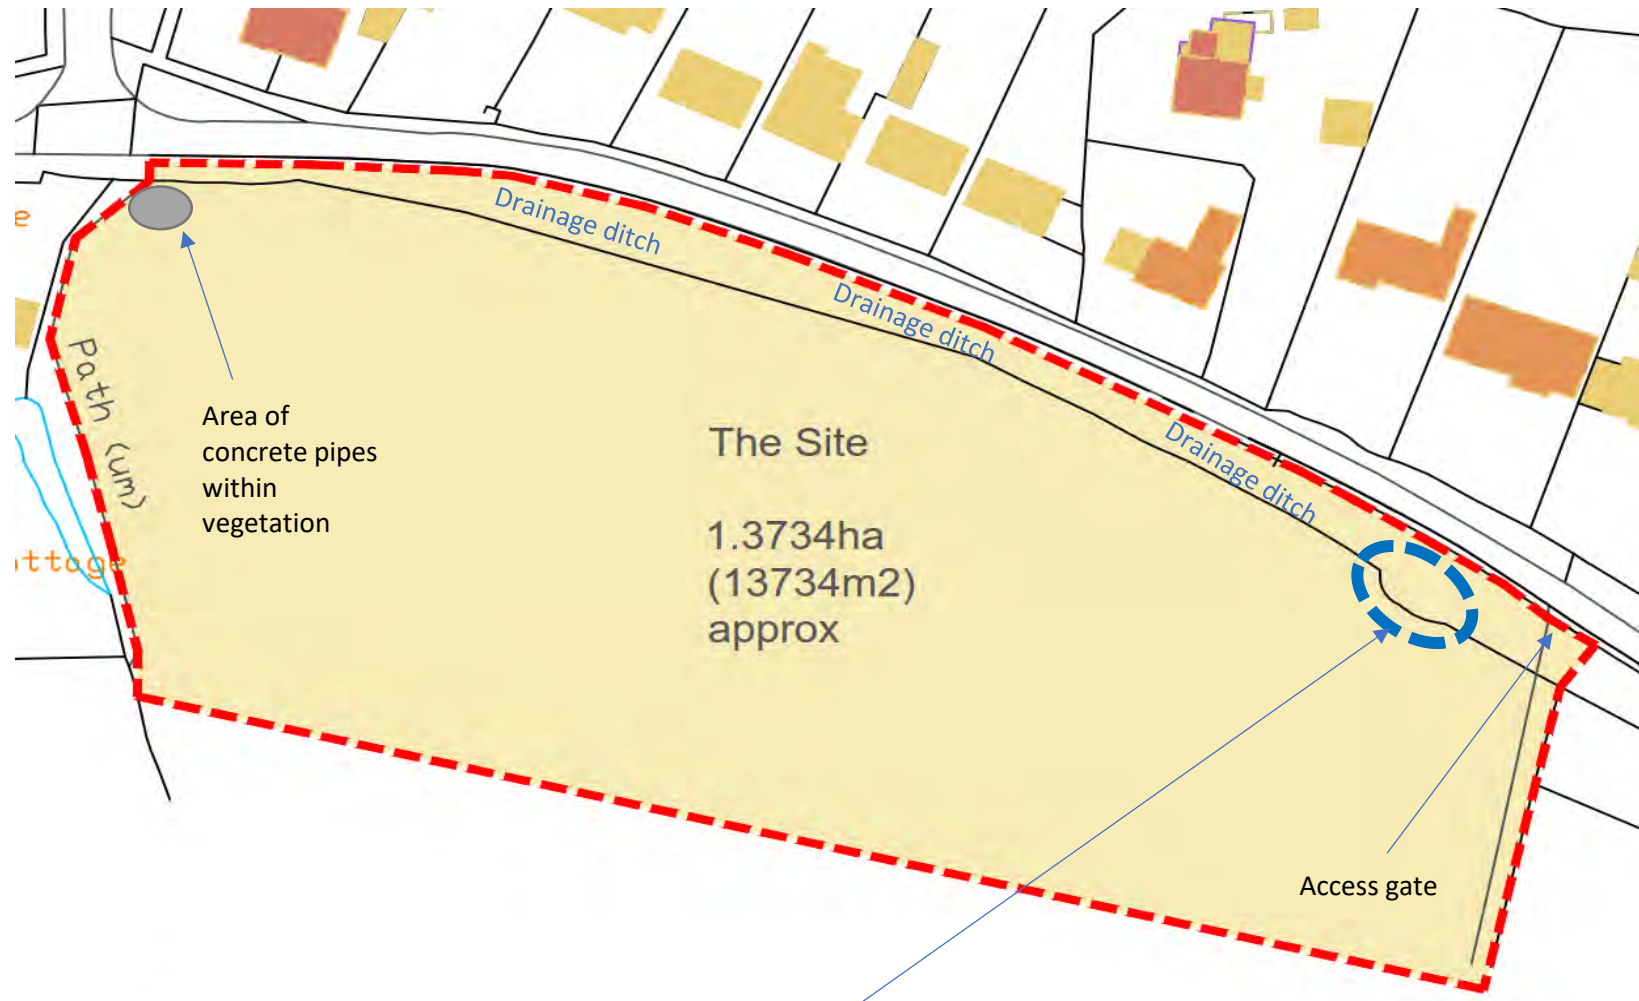 Drainage ditch
Drainage ditch
Drainage ditch
e
Path (um)
Area of
concrete pipes
within
vegetation
The Site
1.3734ha
(13734m2)
approx
ottage
Access gate